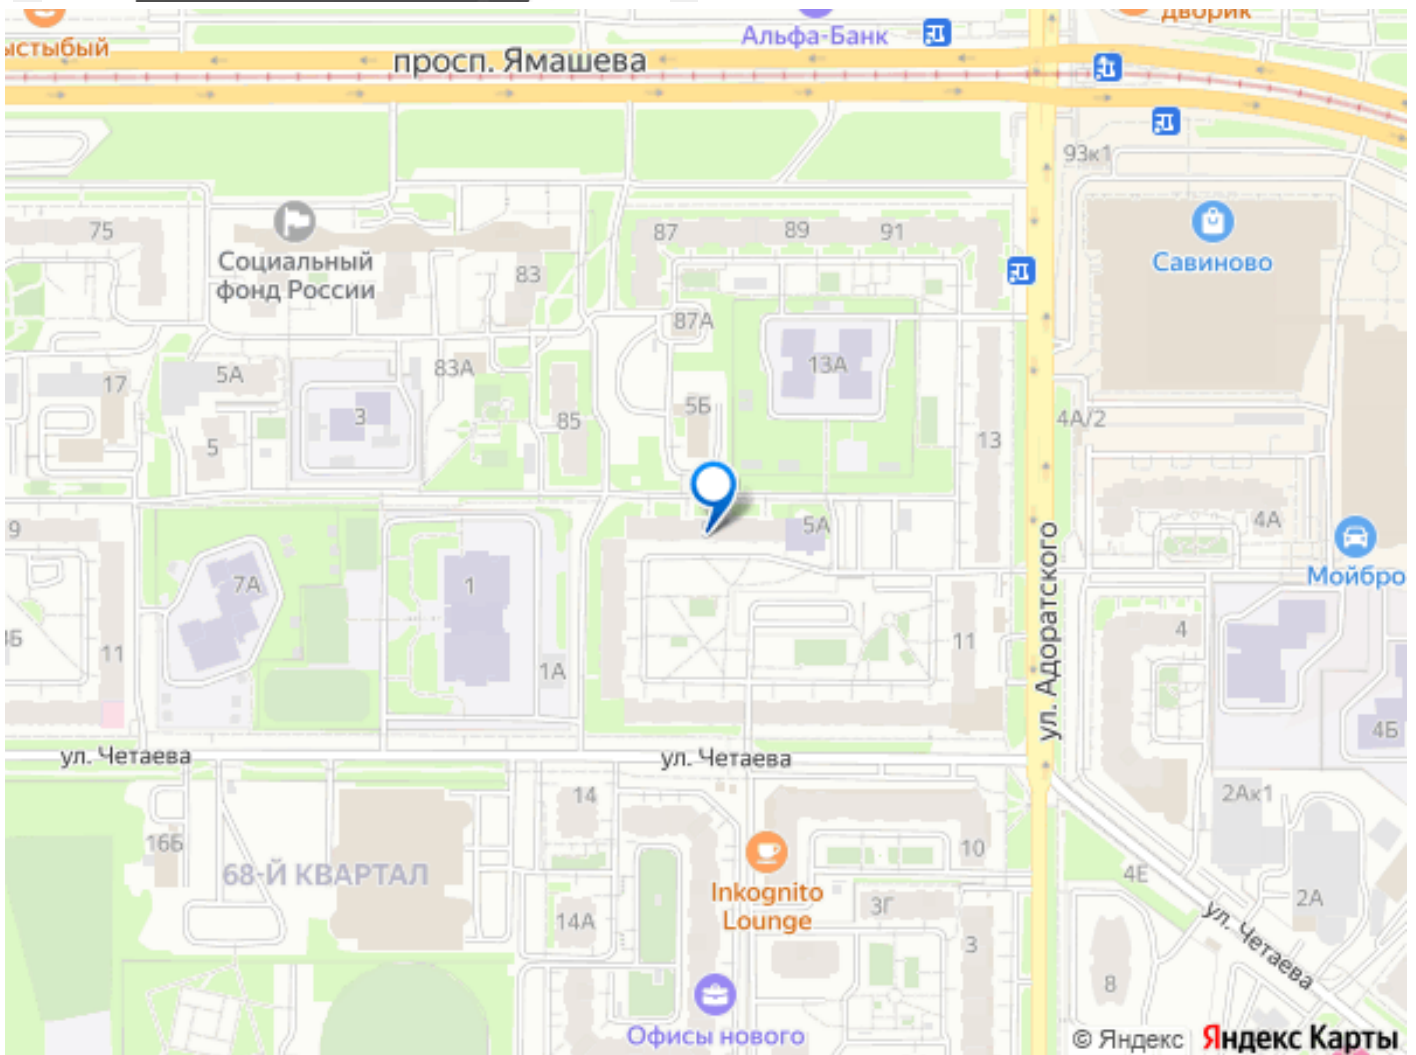 дворик
Альфа-Банк
ыстыбый
просп. Ямашева
93к1
75
87
89
91
Социальный
фонд России
83
Савиново
87А
13А
83А
5А
17
3
5Б
85
4А/2
5
13
9
5А
4А
7А
1
Мойбро
ул. Адоратского
11
1А
11
4
4Б
ул. Четаева
ул. Четаева
14
2Ак1
16Б
68-Й КВАРТАЛ
10
4Е
Inkognito
Lounge
3Г
2А
14А
3
ул. Четаева
8
Офисы нового
© Яндекс
Яндекс Карты